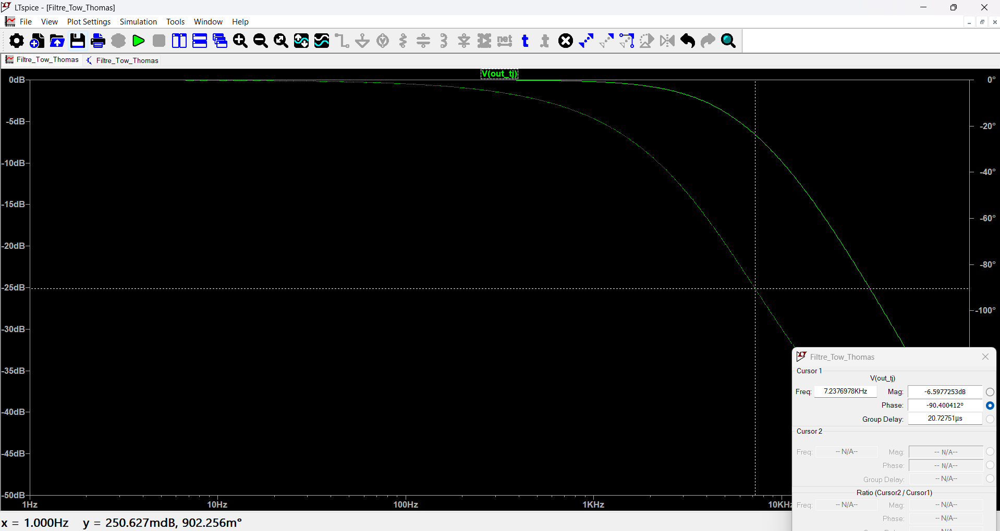 LTspice - [Filtre_Tow_Thomas]
File View Plot Settings Simulation Tools Window Help
net t .t
Filtre_Tow_Thomas Filtre_Tow_Thomas
V(out_tj)
0dB 0°
-5dB -20°
-10dB -40°
-15dB -60°
-20dB -80°
-25dB -100°
-30dB
-35dB
-40dB
-45dB
-50dB
1Hz 10Hz 100Hz 1KHz 10KHz
Filtre_Tow_Thomas
Cursor 1
V(out_tj)
Freq: 7.2376978KHz Mag: -6.5977253dB
Phase: -90.400412°
Group Delay: 20.72751µs
Cursor 2
Freq: -- N/A-- Mag: -- N/A--
Phase: -- N/A--
Group Delay: -- N/A--
Ratio (Cursor2 / Cursor1)
Freq: -- N/A-- Mag: -- N/A--
Phase: -- N/A--
x = 1.000Hz y = 250.627mdB, 902.256m°